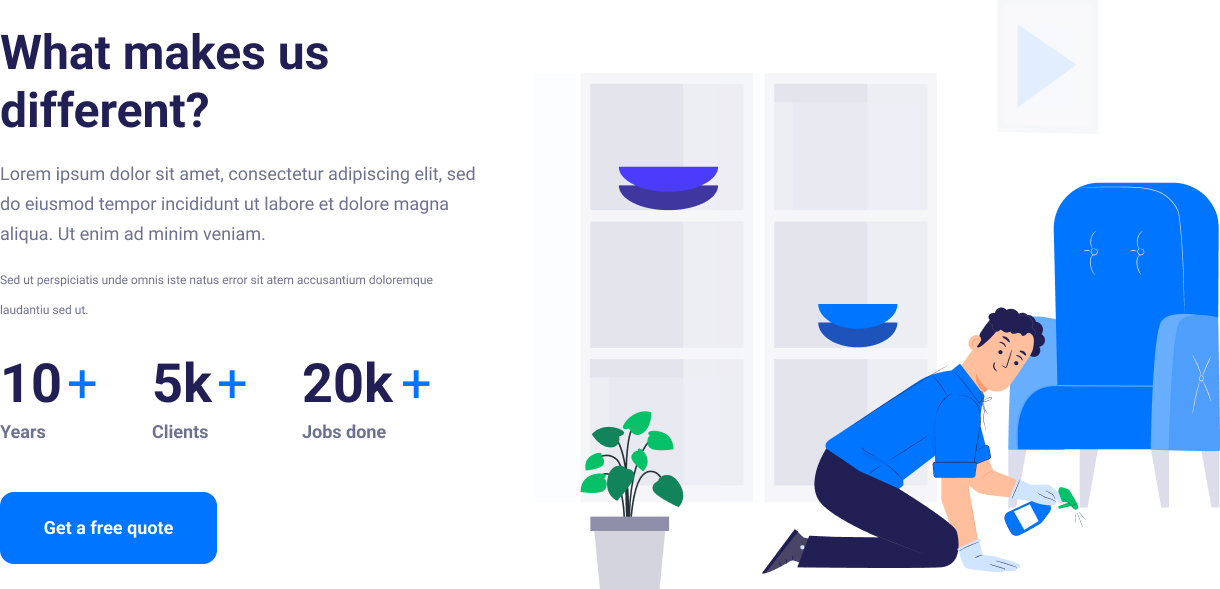 What makes us
different?
Lorem ipsum dolor sit amet, consectetur adipiscing elit, sed
do eiusmod tempor incididunt ut labore et dolore magna
aliqua. Ut enim ad minim veniam.
Sed ut perspiciatis unde omnis iste natus error sit atem accusantium doloremque
laudantiu sed ut.
10+ 5k+ 20k+
Years Clients Jobs done
Get a free quote